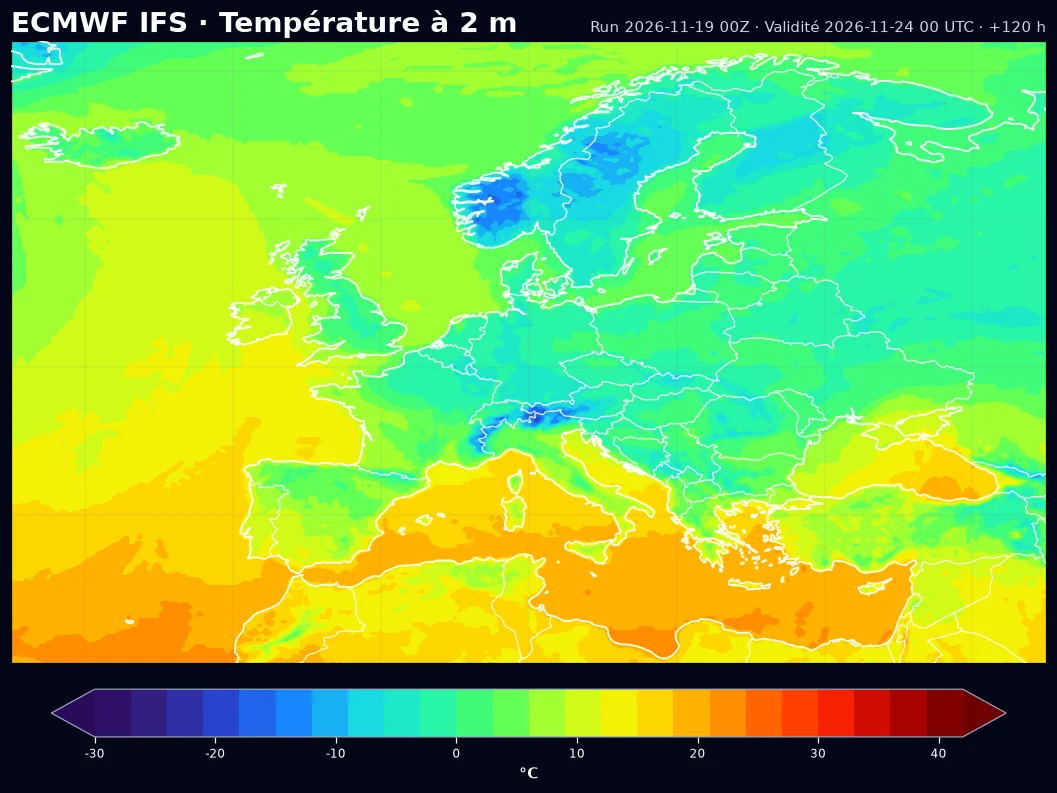 ECMWF IFS · Température à 2 m
Run 2026-11-19 00Z · Validité 2026-11-24 00 UTC · +120 h
-30 -20 -10 0 10 20 30 40
°C